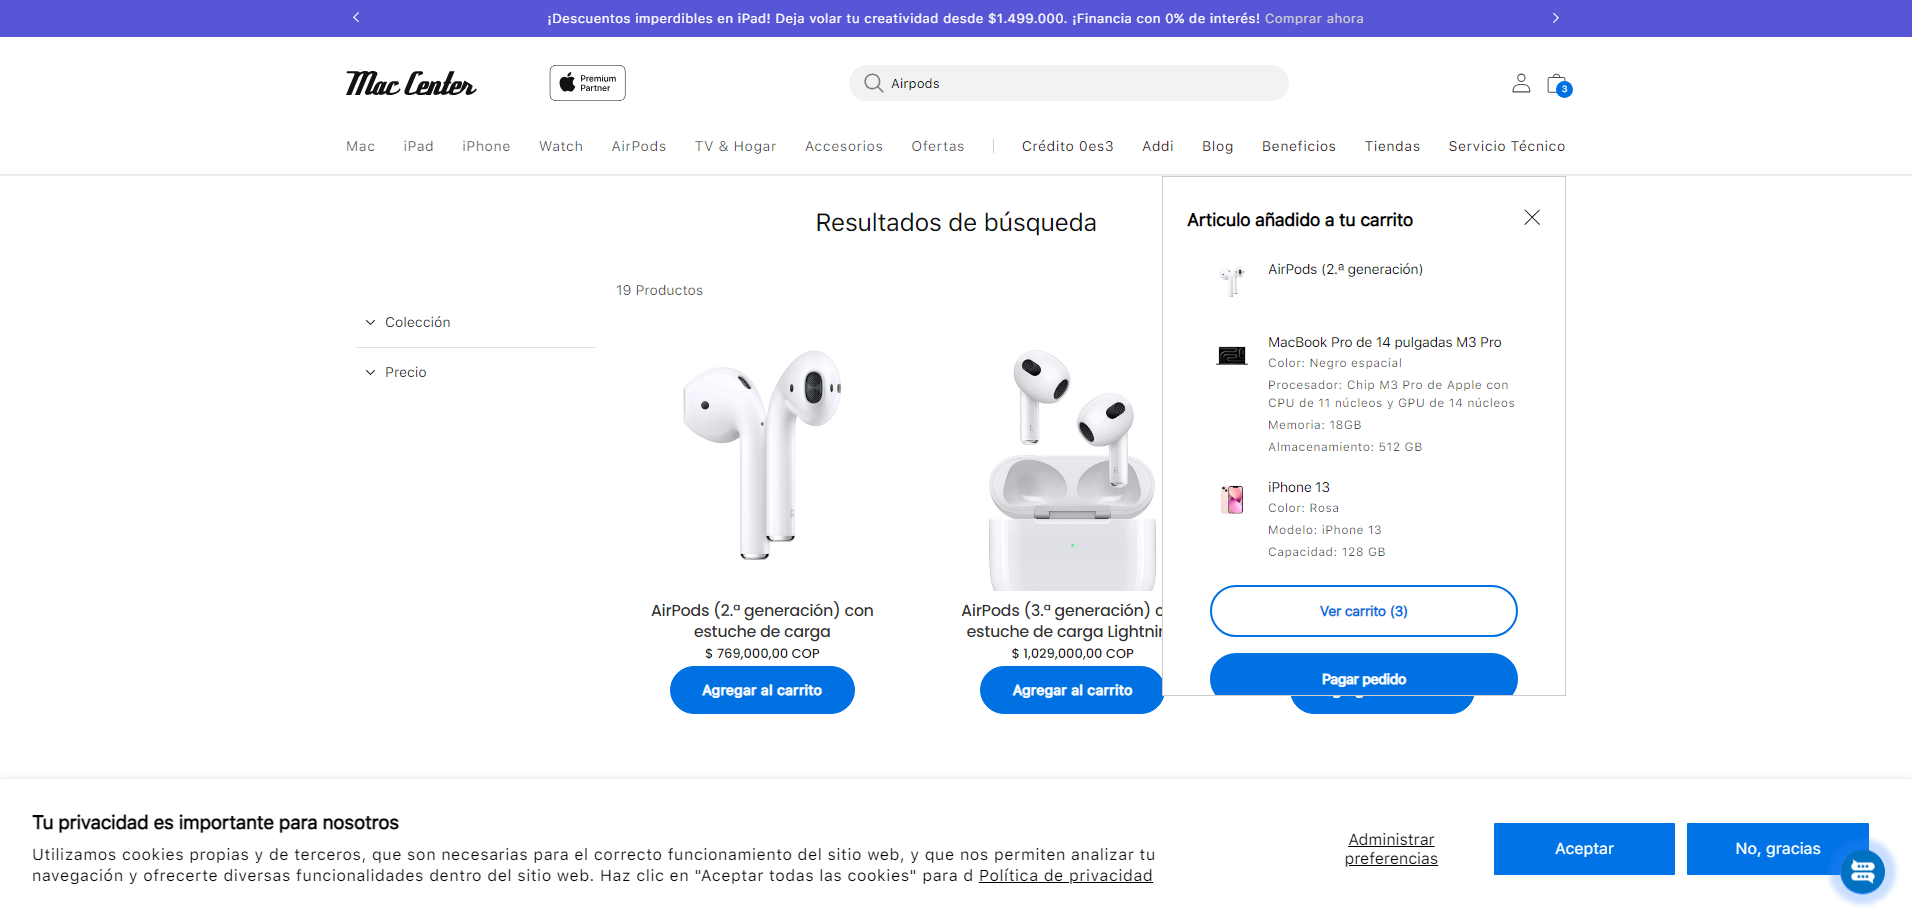 ¡Descuentos imperdibles en iPad! Deja volar tu creatividad desde $1.499.000. ¡Financia con 0% de interés! Comprar ahora
Mac Center
Premium
Partner
Airpods
3
Mac iPad iPhone Watch AirPods TV & Hogar Accesorios Ofertas Crédito 0es3 Addi Blog Beneficios Tiendas Servicio Técnico
Resultados de búsqueda
19 Productos
Colección
Precio
AirPods (2.ª generación) con
estuche de carga
$ 769,000,00 COP
Agregar al carrito
AirPods (3.ª generación)
estuche de carga
$ 1,029,000,00 COP
Agregar al carrito
Articulo añadido a tu carrito
AirPods (2.ª generación)
MacBook Pro de 14 pulgadas M3 Pro
Color: Negro espacial
Procesador: Chip M3 Pro de Apple con
CPU de 11 núcleos y GPU de 14 núcleos
Memoria: 18GB
Almacenamiento: 512 GB
iPhone 13
Color: Rosa
Modelo: iPhone 13
Capacidad: 128 GB
Ver carrito (3)
Pagar pedido
Tu privacidad es importante para nosotros
Utilizamos cookies propias y de terceros, que son necesarias para el correcto funcionamiento del sitio web, y que nos permiten analizar tu
navegación y ofrecerte diversas funcionalidades dentro del sitio web. Haz clic en "Aceptar todas las cookies" para d Política de privacidad
Administrar
preferencias
Aceptar
No, gracias